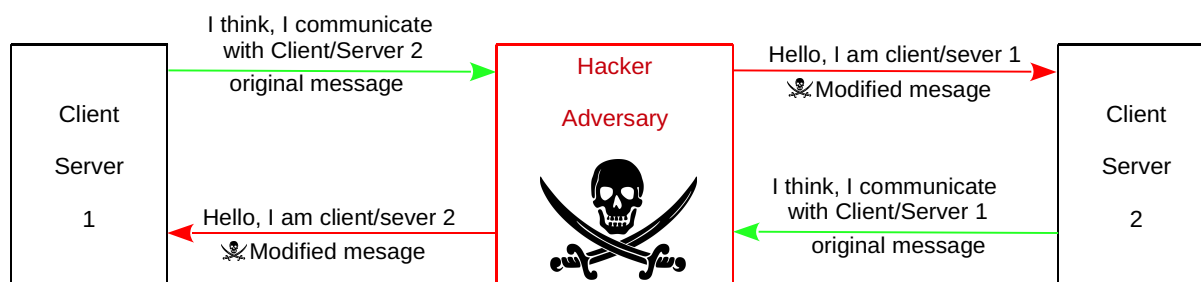 Client
Server
1
I think, I communicate
with Client/Server 2
original message
Hello, I am client/sever 2
Modified mesage
Hacker
Adversary
Hello, I am client/sever 1
Modified mesage
I think, I communicate
with Client/Server 1
original message
Client
Server
2